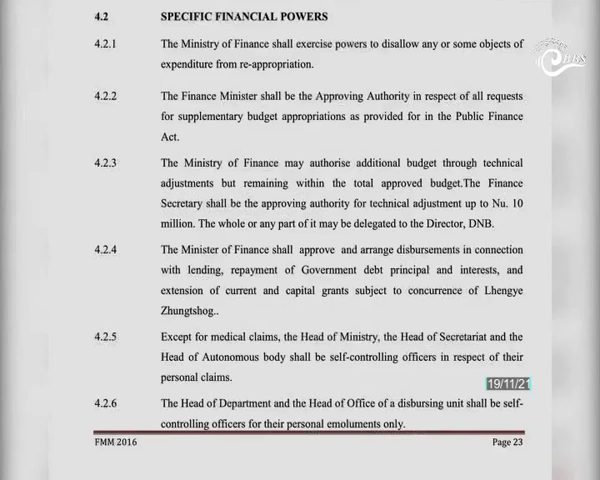 4.2 SPECIFIC FINANCIAL POWERS
4.2.1 The Ministry of Finance shall exercise powers to disallow any or some objects of
expenditure from re-appropriation.
4.2.2 The Finance Minister shall be the Approving Authority in respect of all requests
for supplementary budget appropriations as provided for in the Public Finance
Act.
4.2.3 The Ministry of Finance may authorise additional budget through technical
adjustments but remaining within the total approved budget.The Finance
Secretary shall be the approving authority for technical adjustment up to Nu. 10
million. The whole or any part of it may be delegated to the Director, DNB.
4.2.4 The Minister of Finance shall approve and arrange disbursements in connection
with lending, repayment of Government debt principal and interests, and
extension of current and capital grants subject to concurrence of Lhengye
Zhungtshog..
4.2.5 Except for medical claims, the Head of Ministry, the Head of Secretariat and the
Head of Autonomous body shall be self-controlling officers in respect of their
personal claims.
19/11/21
4.2.6 The Head of Department and the Head of Office of a disbursing unit shall be self-
controlling officers for their personal emoluments only.
FMM 2016 Page 23
BBS